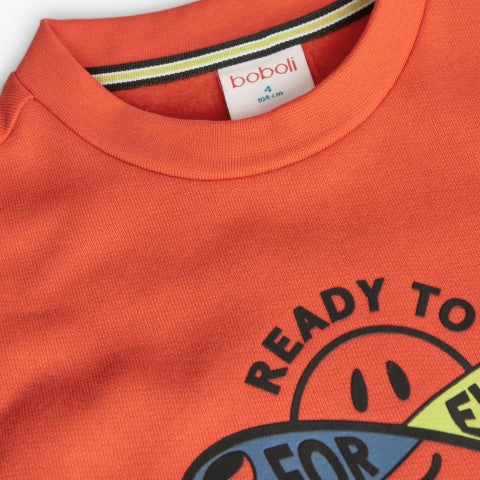 boboli
4
104 cm
READY TO
FOR